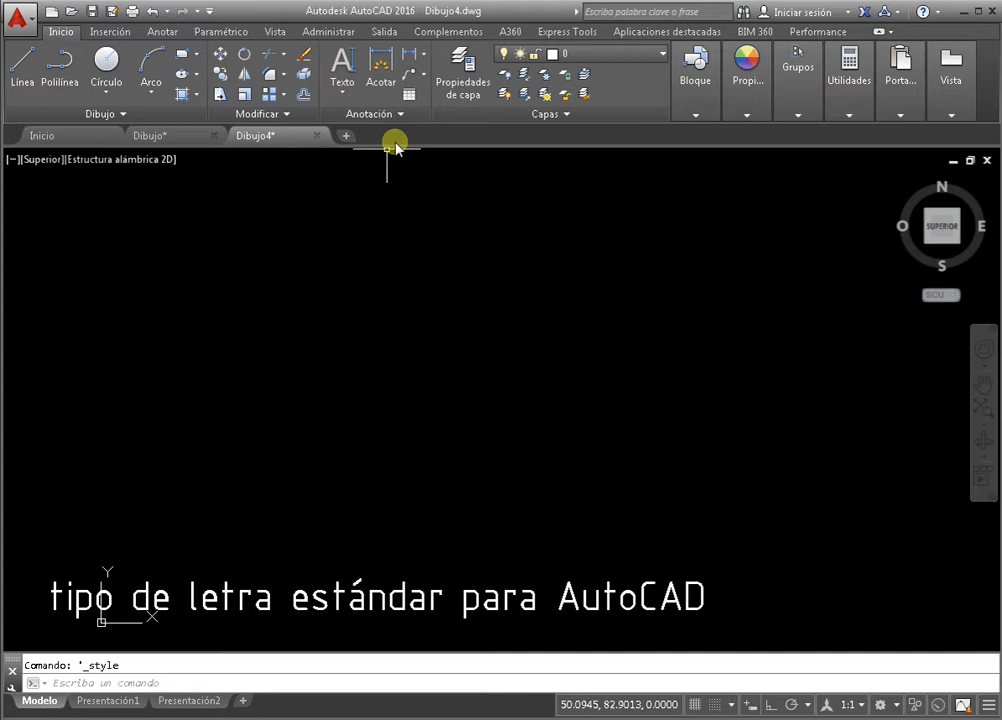 Autodesk AutoCAD 2016 Dibujo4.dwg
Escriba palabra clave o frase
Iniciar sesión
Inicio Inserción Anotar Paramétrico Vista Administrar Salida Complementos A360 Express Tools Aplicaciones destacadas BIM 360 Performance
Línea Polilínea Círculo Arco
Texto Acotar
Propiedades de capa
0
Bloque Propi... Grupos Utilidades Porta... Vista
Dibujo Modificar Anotación Capas
Inicio Dibujo* Dibujo4*
[−][Superior][Estructura alámbrica 2D]
N
O SUPERIOR E
S
SCU
Y
tipo de letra estándar para AutoCAD
X
Comando: '_style
Escriba un comando
Modelo Presentación1 Presentación2 +
50.0945, 82.9013, 0.0000
1:1